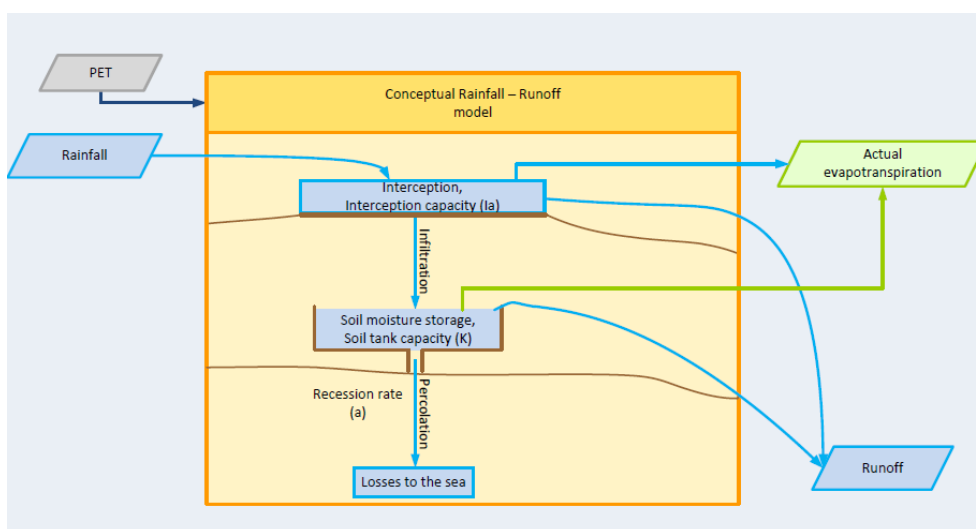 PET
Conceptual Rainfall – Runoff
model
Rainfall
Actual
evapotranspiration
Interception,
Interception capacity (Ia)
Infiltration
Soil moisture storage,
Soil tank capacity (K)
Recession rate
(a)
Percolation
Losses to the sea
Runoff